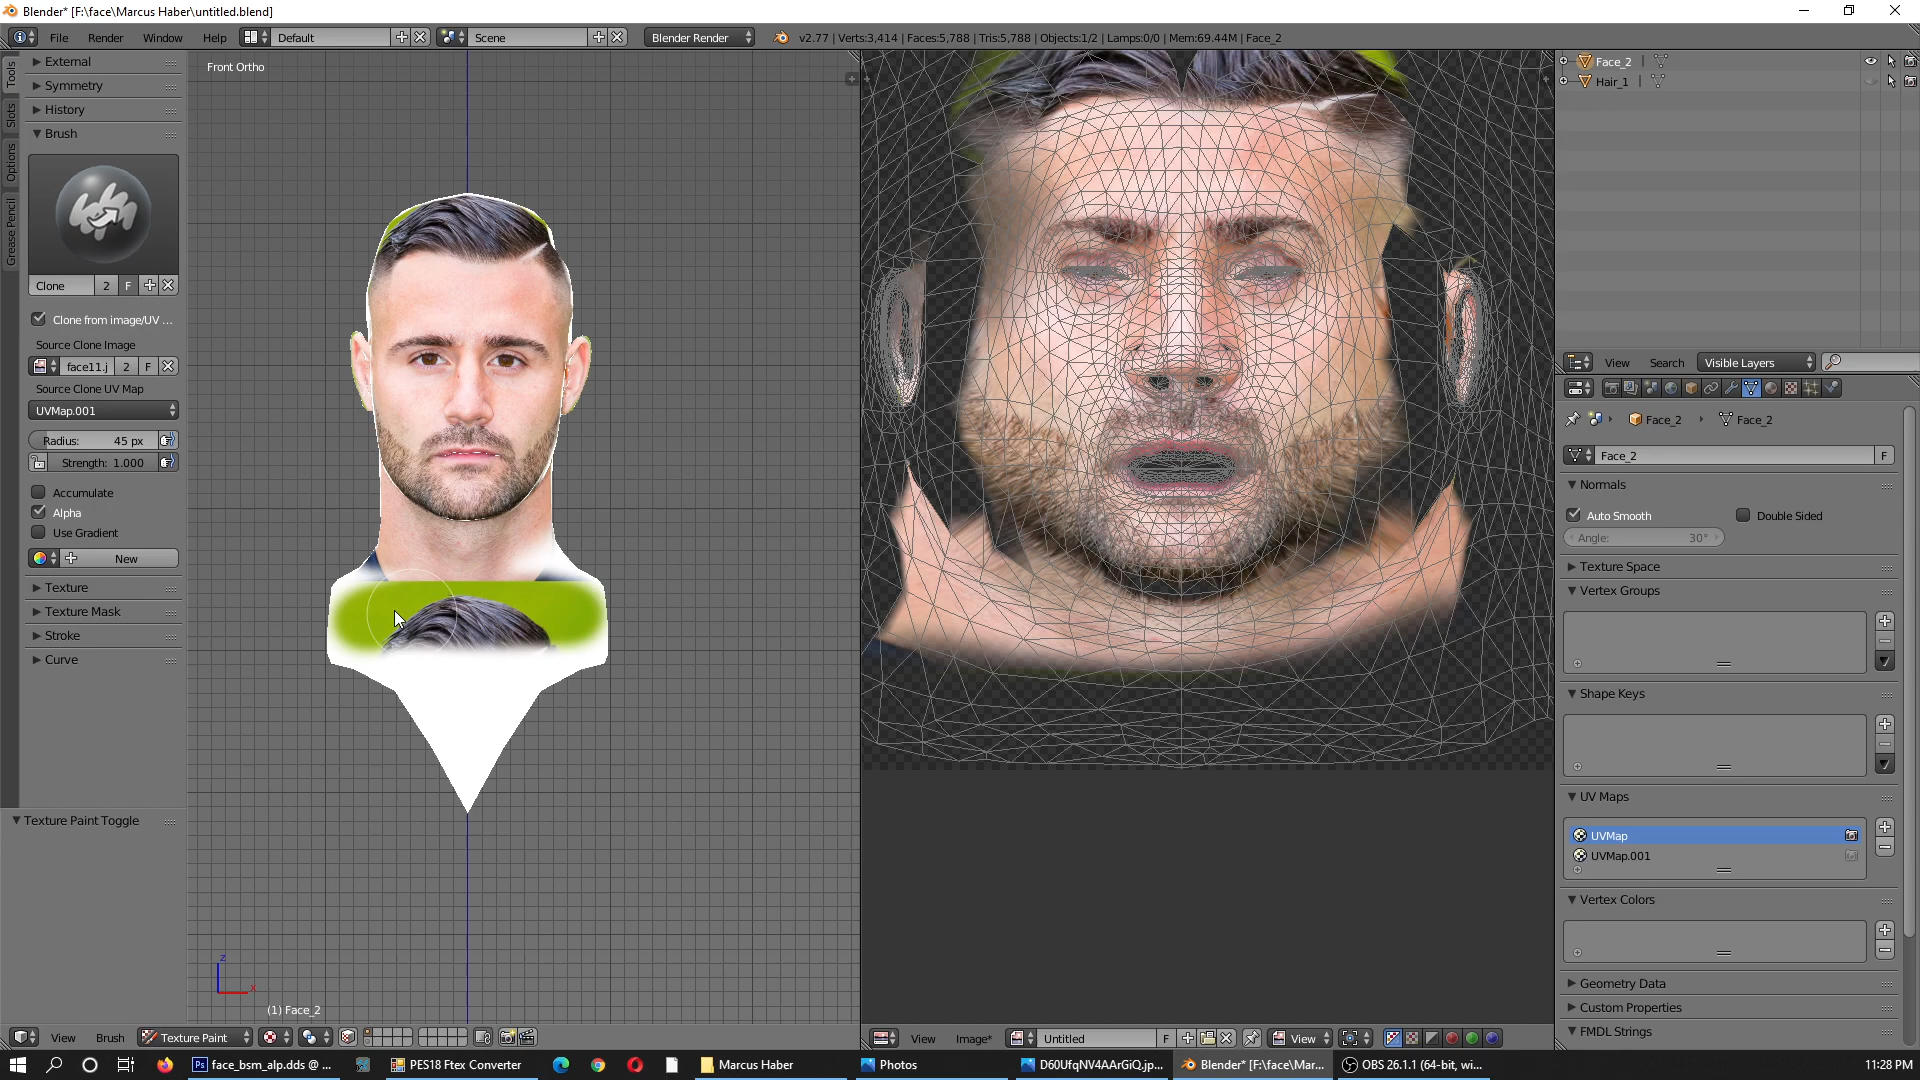 Blender* [F:\face\Marcus Haber\untitled.blend]
File Render Window Help Default Scene Blender Render v2.77 | Verts:3,414 | Faces:5,788 | Tris:5,788 | Objects:1/2 | Lamps:0/0 | Mem:69.44M | Face_2
Tools
Slots
Options
Grease Pencil
External
Symmetry
History
Brush
Clone 2 F
Clone from image/UV ...
Source Clone Image
face11.j 2 F
Source Clone UV Map
UVMap.001
Radius: 45 px
Strength: 1.000
Accumulate
Alpha
Use Gradient
New
Texture
Texture Mask
Stroke
Curve
Texture Paint Toggle
Front Ortho
z
x
(1) Face_2
View Brush Texture Paint
View Image* Untitled F View
Face_2
Hair_1
View Search Visible Layers
Face_2 Face_2
Face_2 F
Normals
Auto Smooth Double Sided
Angle: 30°
Texture Space
Vertex Groups
Shape Keys
UV Maps
UVMap
UVMap.001
Vertex Colors
Geometry Data
Custom Properties
FMDL Strings
Ps face_bsm_alp.dds @ ... PES18 Ftex Converter Marcus Haber Photos D60UfqNV4AArGiQ.jp... Blender* [F:\face\Mar... OBS 26.1.1 (64-bit, wi... 11:28 PM